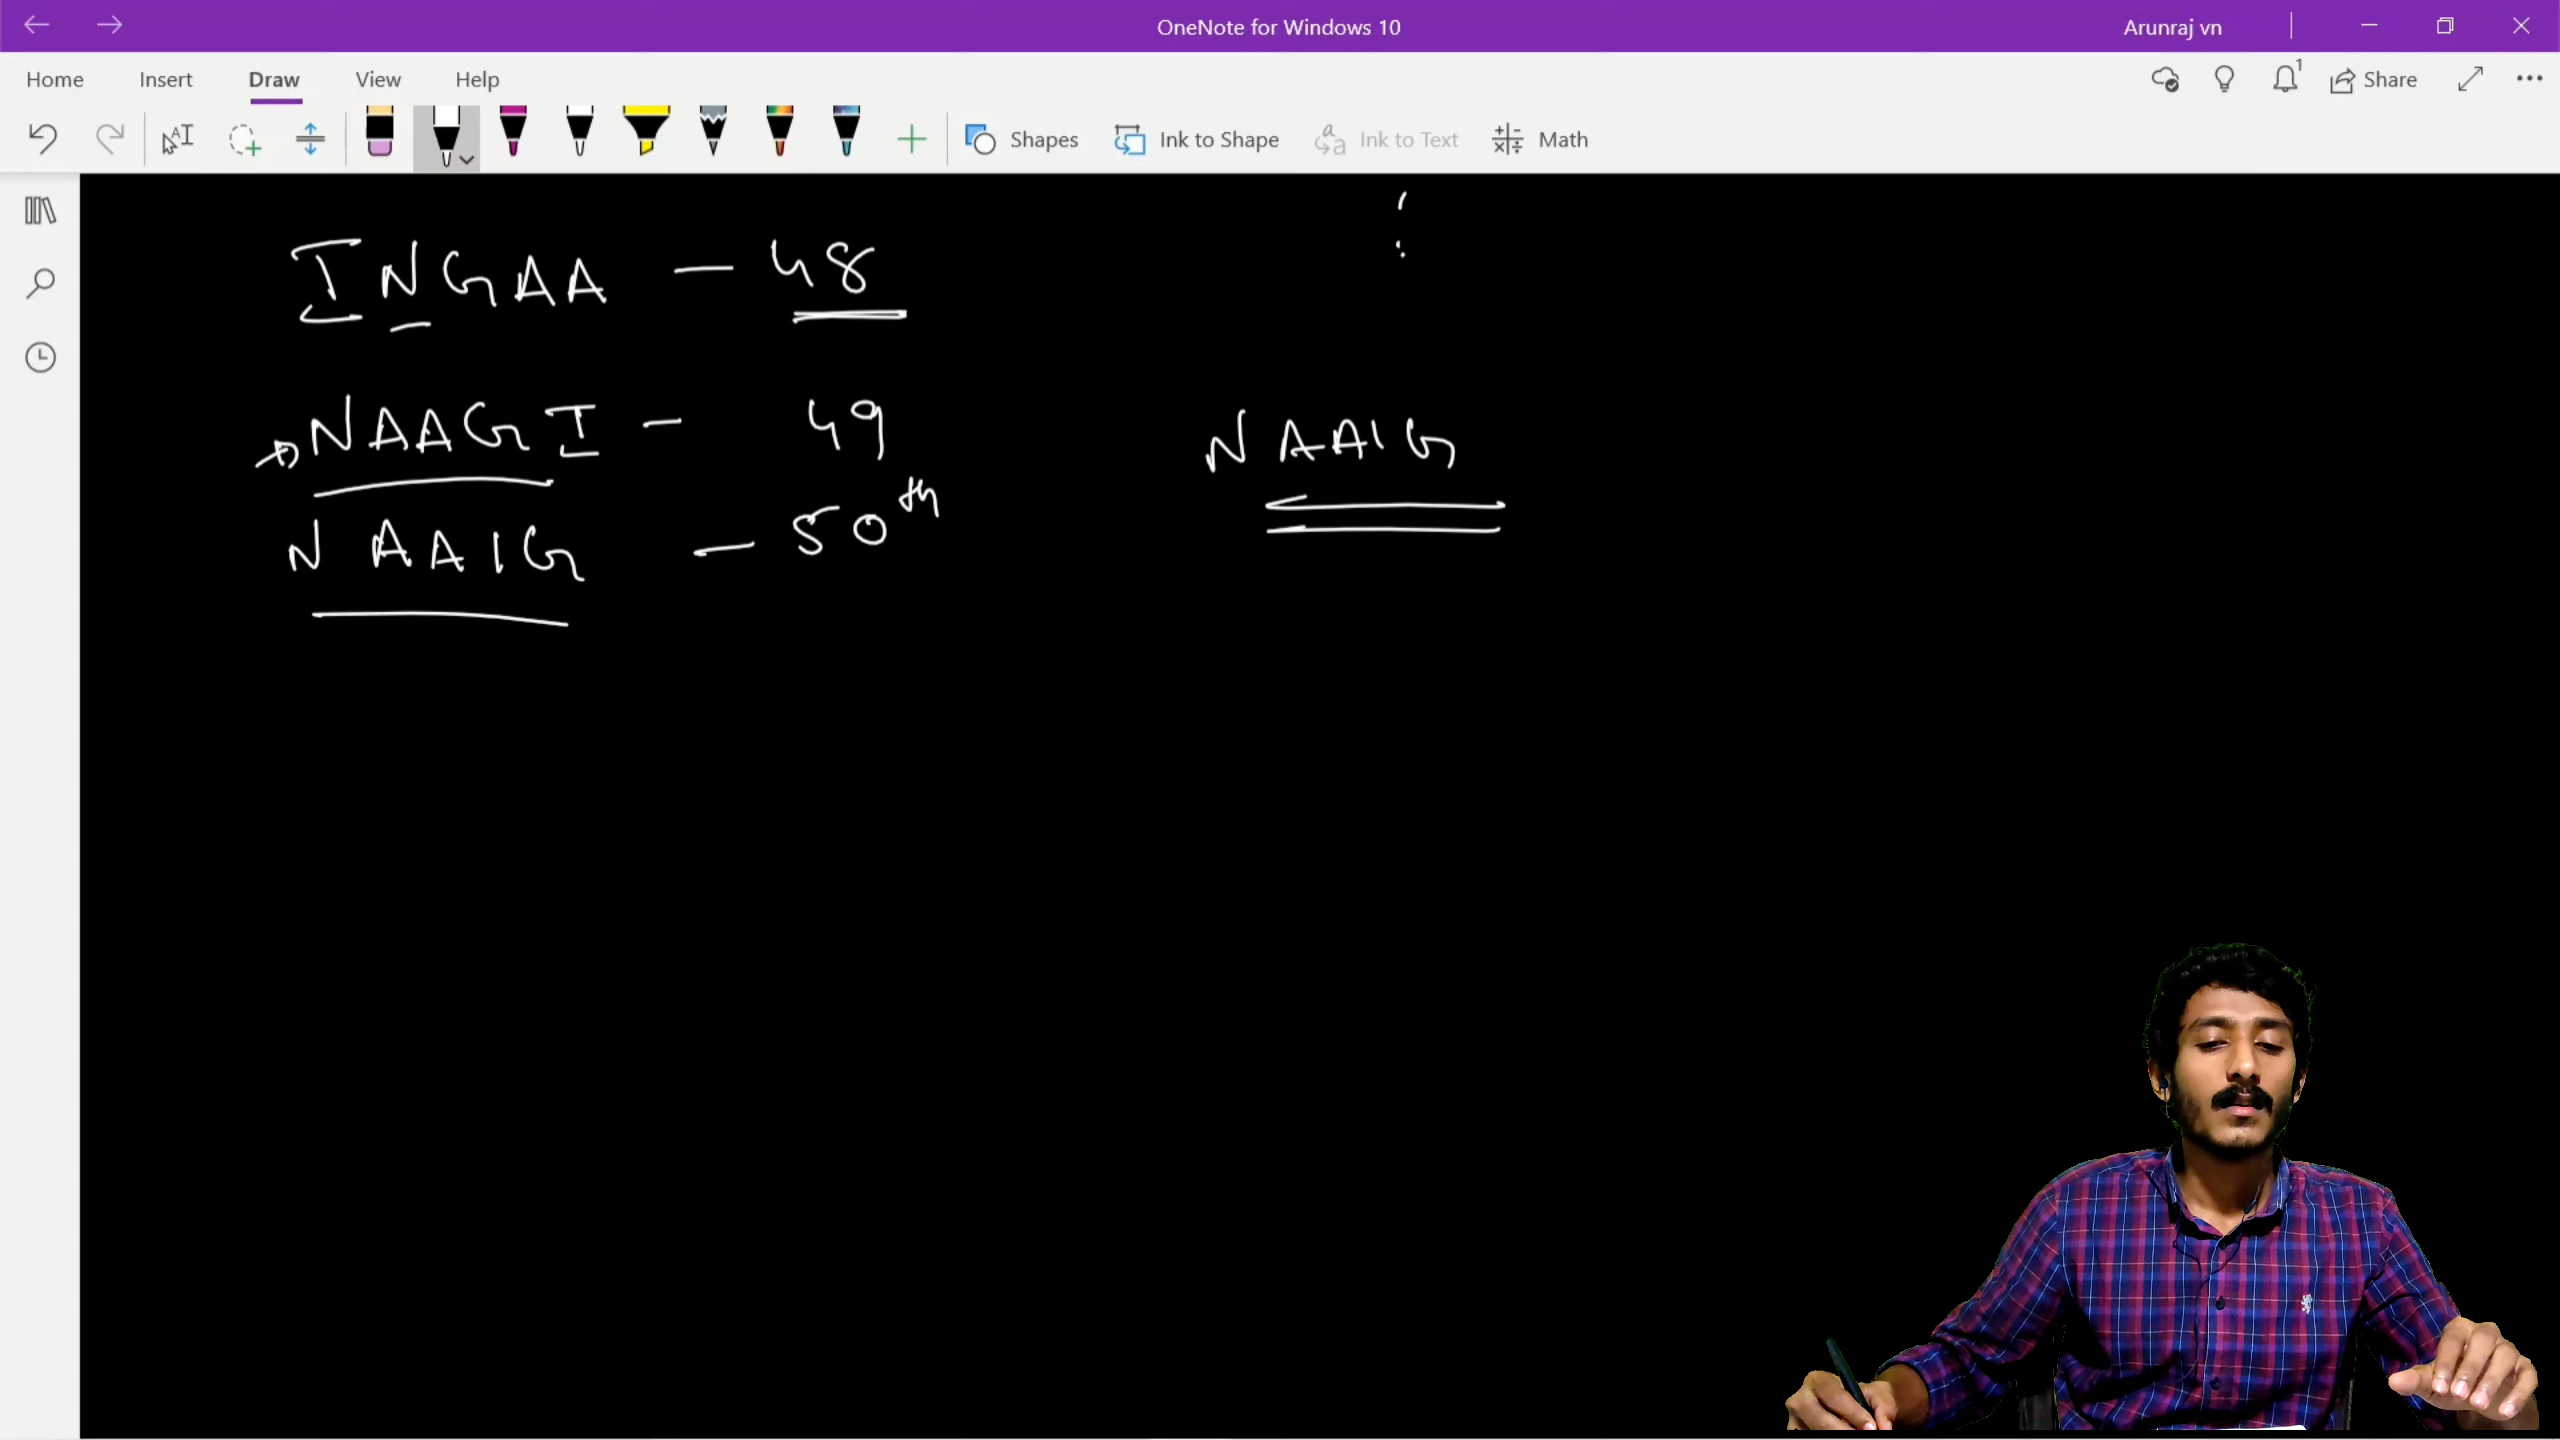 OneNote for Windows 10
Arunraj vn
Home Insert Draw View Help
1
Share
Shapes Ink to Shape Ink to Text Math
INGAA - 48
NAAGI - 49
NAAIG - 50th
NAAIG